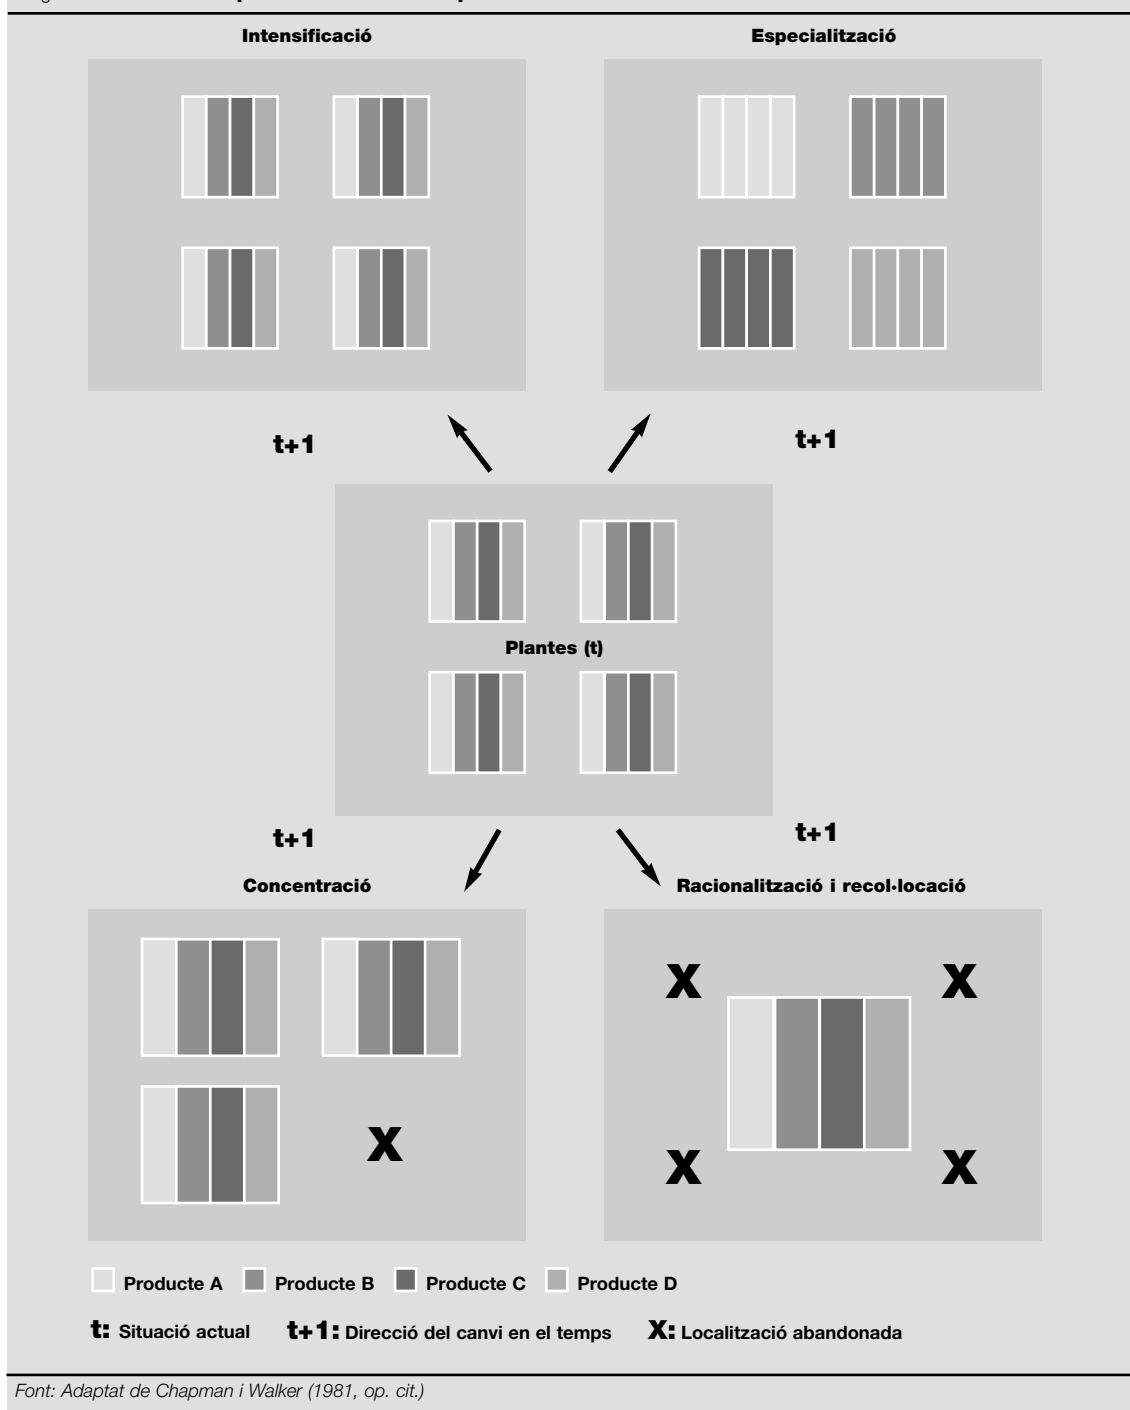 Intensificació
Especialització
t+1
t+1
Plantes (t)
t+1
t+1
Concentració
Racionalització i recol·locació
X
X
X
X
X
Producte A Producte B Producte C Producte D
t: Situació actual t+1: Direcció del canvi en el temps X: Localització abandonada
Font: Adaptat de Chapman i Walker (1981, op. cit.)